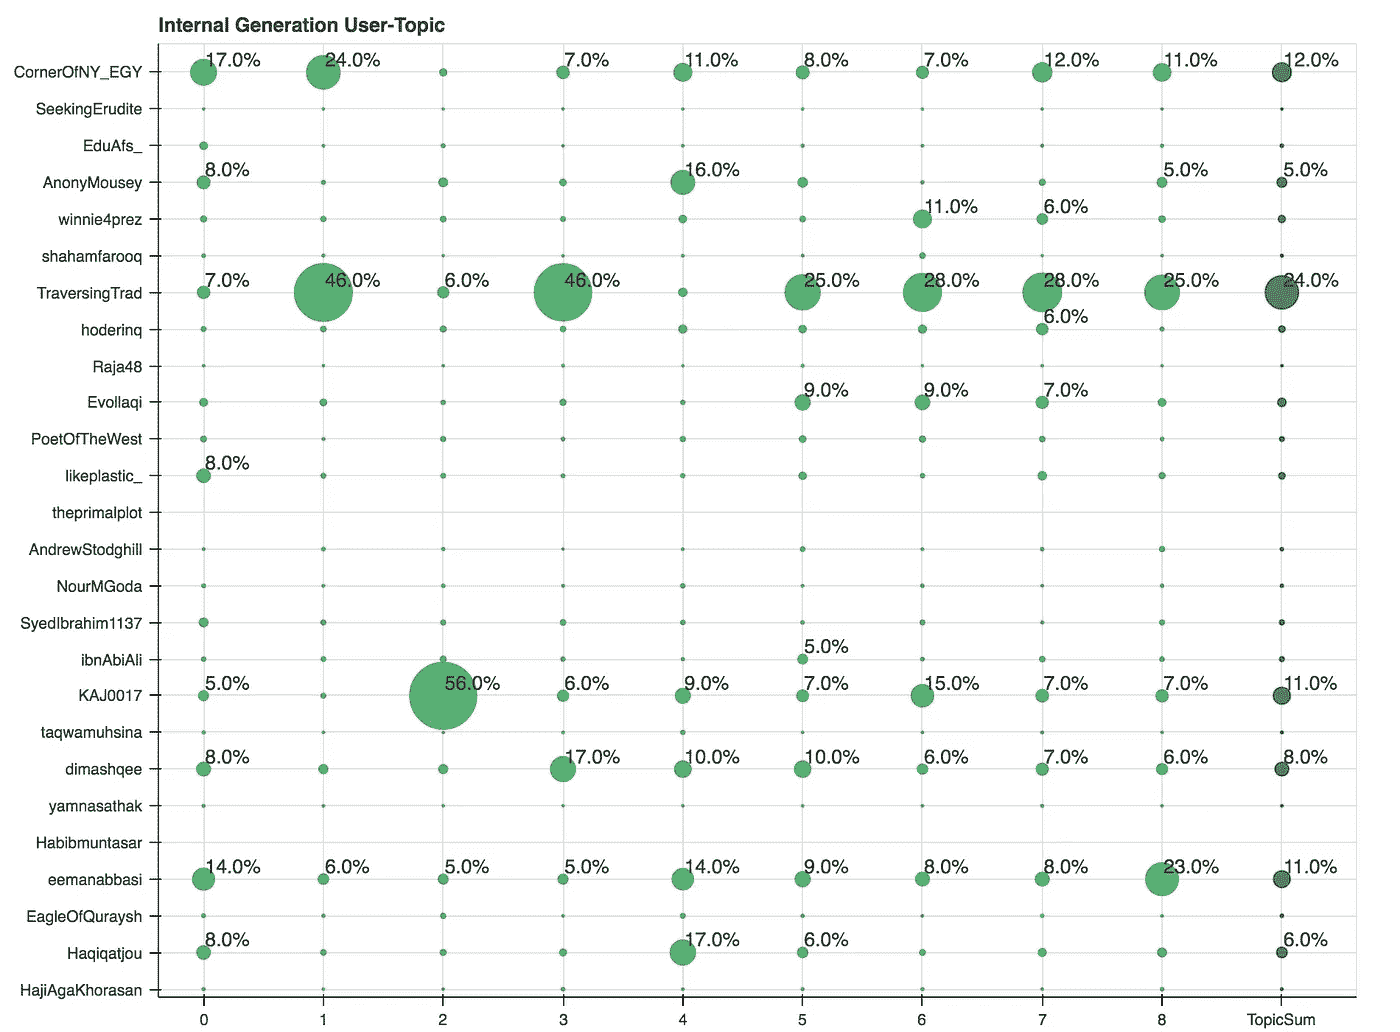 Internal Generation User-Topic
CornerOfNY_EGY 17.0% 24.0% 7.0% 11.0% 8.0% 7.0% 12.0% 11.0% 12.0%
SeekingErudite
EduAfs_
AnonyMousey 8.0% 16.0% 5.0% 5.0%
winnie4prez 11.0% 6.0%
shahamfarooq
TraversingTrad 7.0% 46.0% 6.0% 46.0% 25.0% 28.0% 28.0% 25.0% 24.0%
hoderinq 6.0%
Raja48
Evollaqi 9.0% 9.0% 7.0%
PoetOfTheWest
likeplastic_ 8.0%
theprimalplot
AndrewStodghill
NourMGoda
SyedIbrahim1137
ibnAbiAli 5.0%
KAJ0017 5.0% 56.0% 6.0% 9.0% 7.0% 15.0% 7.0% 7.0% 11.0%
taqwamuhsina
dimashqee 8.0% 17.0% 10.0% 10.0% 6.0% 7.0% 6.0% 8.0%
yamnasathak
Habibmuntasar
eemanabbasi 14.0% 6.0% 5.0% 5.0% 14.0% 9.0% 8.0% 8.0% 23.0% 11.0%
EagleOfQuraysh
Haqiqatjou 8.0% 17.0% 6.0% 6.0%
HajiAgaKhorasan
0 1 2 3 4 5 6 7 8 TopicSum